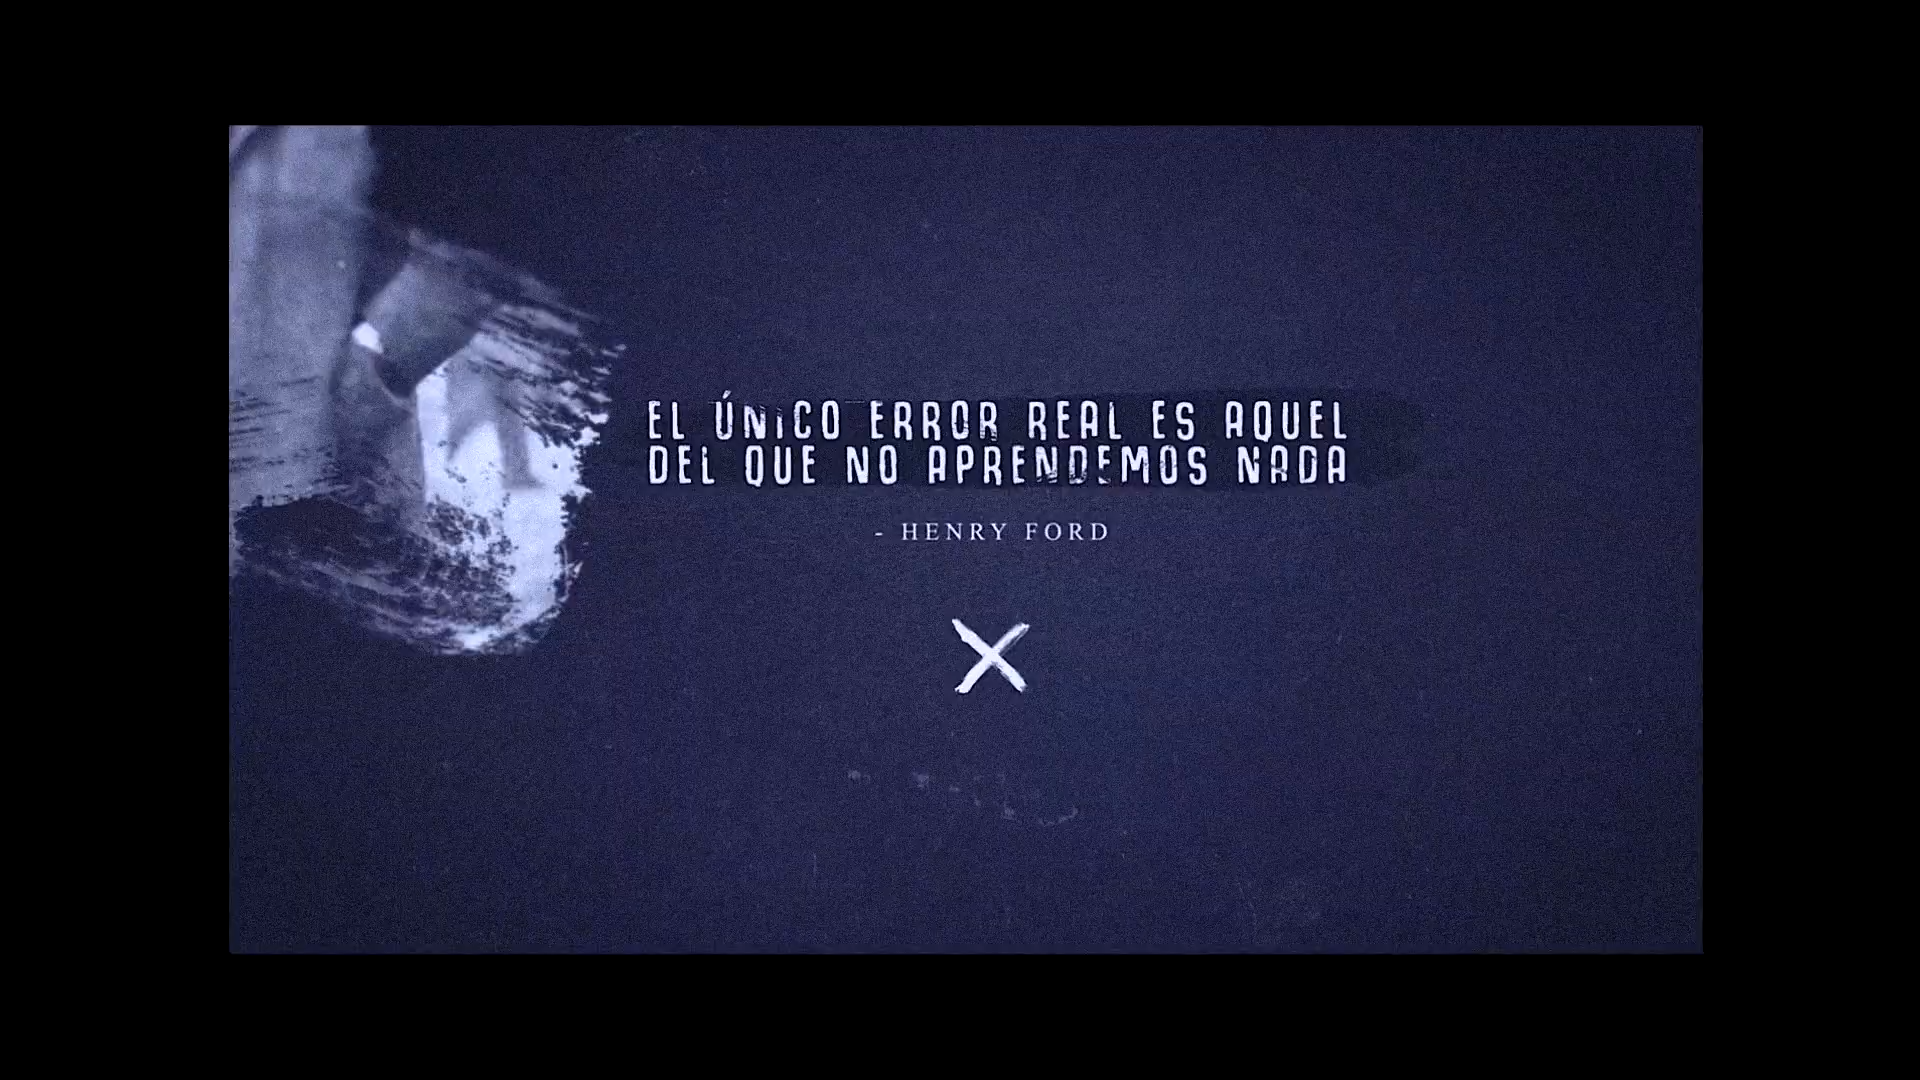 EL ÚNICO ERROR REAL ES AQUEL
DEL QUE NO APRENDEMOS NADA
- HENRY FORD